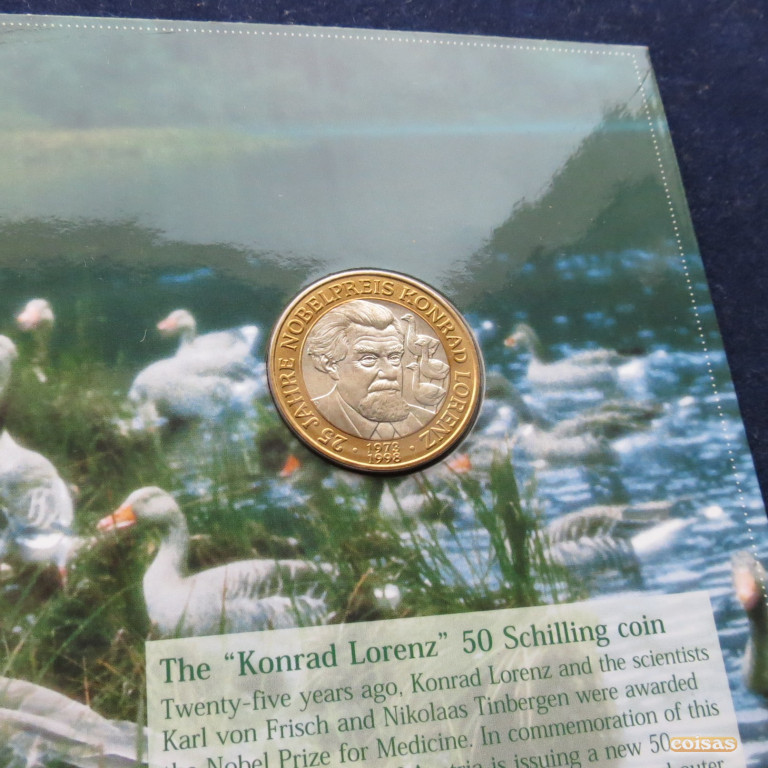 25 JAHRE NOBELPREIS KONRAD LORENZ
1973
1998
The “Konrad Lorenz” 50 Schilling coin
Twenty-five years ago, Konrad Lorenz and the scientists
Karl von Frisch and Nikolaas Tinbergen were awarded
the Nobel Prize for Medicine. In commemoration of this
is issuing a new 50
coisas
outer